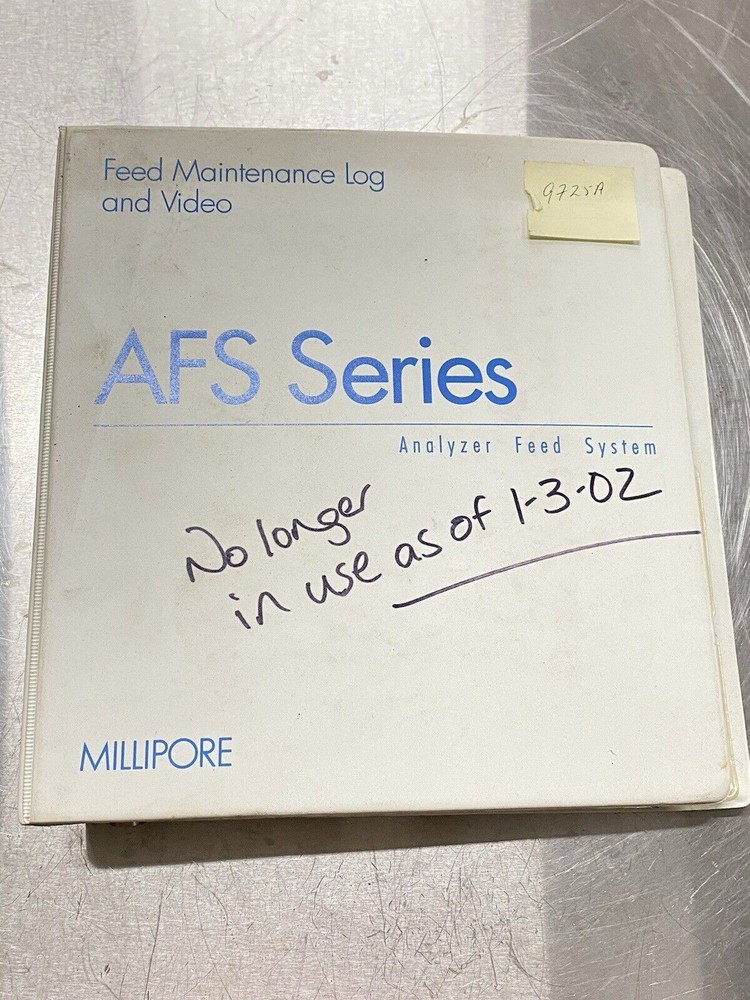 Feed Maintenance Log
and Video
9725A
AFS Series
Analyzer Feed System
No longer
in use as of 1-3-02
MILLIPORE